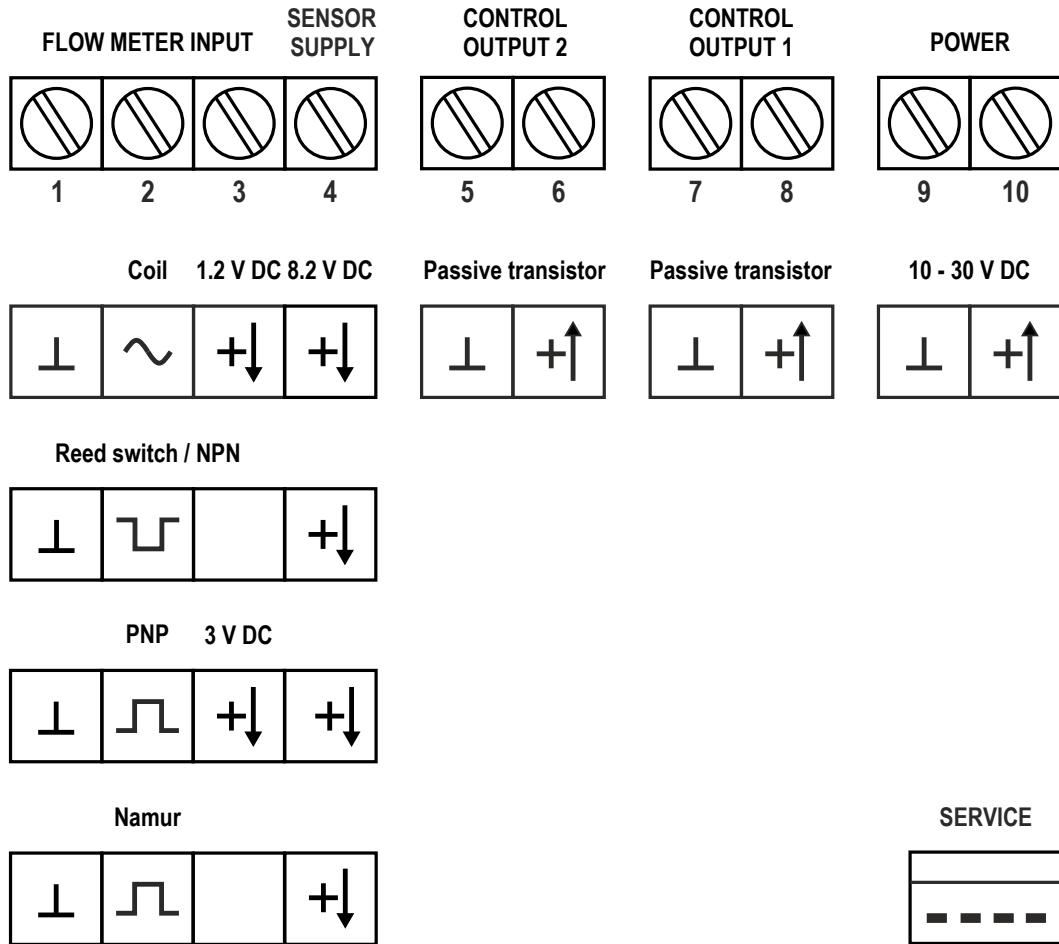 FLOW METER INPUT
SENSOR
SUPPLY
CONTROL
OUTPUT 2
CONTROL
OUTPUT 1
POWER
1 2 3 4 5 6 7 8 9 10
Coil 1.2 V DC 8.2 V DC Passive transistor Passive transistor 10 - 30 V DC
Reed switch / NPN
PNP 3 V DC
Namur
SERVICE